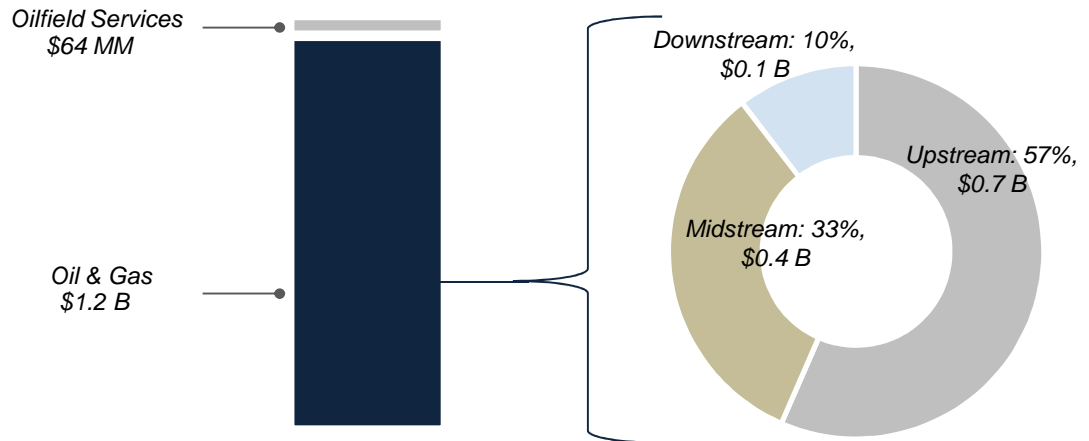 Oilfield Services
$64 MM
Oil & Gas
$1.2 B
Downstream: 10%,
$0.1 B
Upstream: 57%,
$0.7 B
Midstream: 33%,
$0.4 B